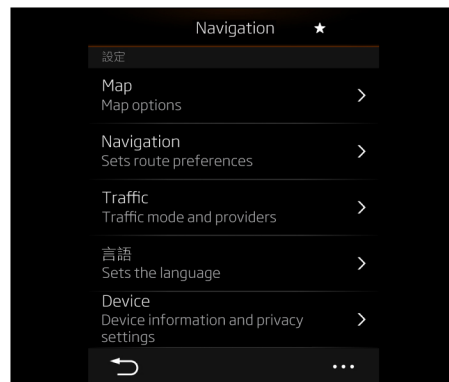 Navigation
設定
Map
Map options
Navigation
Sets route preferences
Traffic
Traffic mode and providers
言語
Sets the language
Device
Device information and privacy
settings